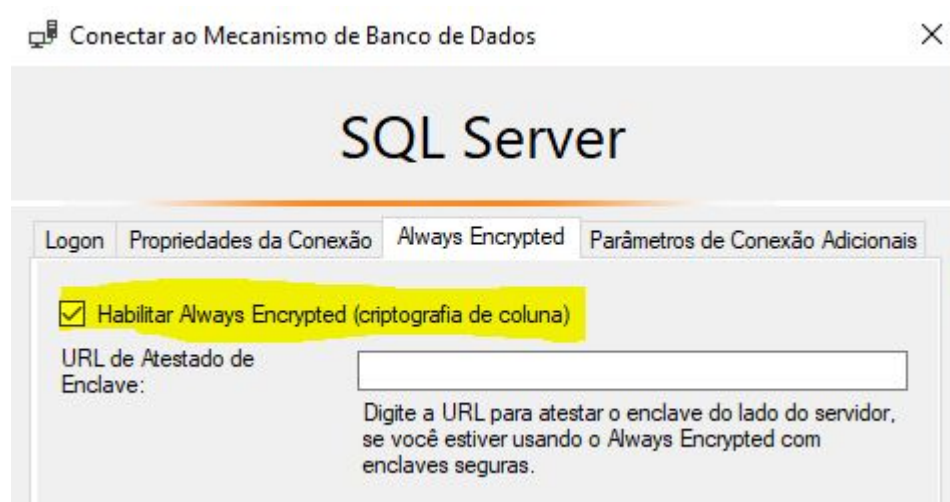 Conectar ao Mecanismo de Banco de Dados
SQL Server
Logon Propriedades da Conexão Always Encrypted Parâmetros de Conexão Adicionais
Habilitar Always Encrypted (criptografia de coluna)
URL de Atestado de
Enclave:
Digite a URL para atestar o enclave do lado do servidor,
se você estiver usando o Always Encrypted com
enclaves seguras.